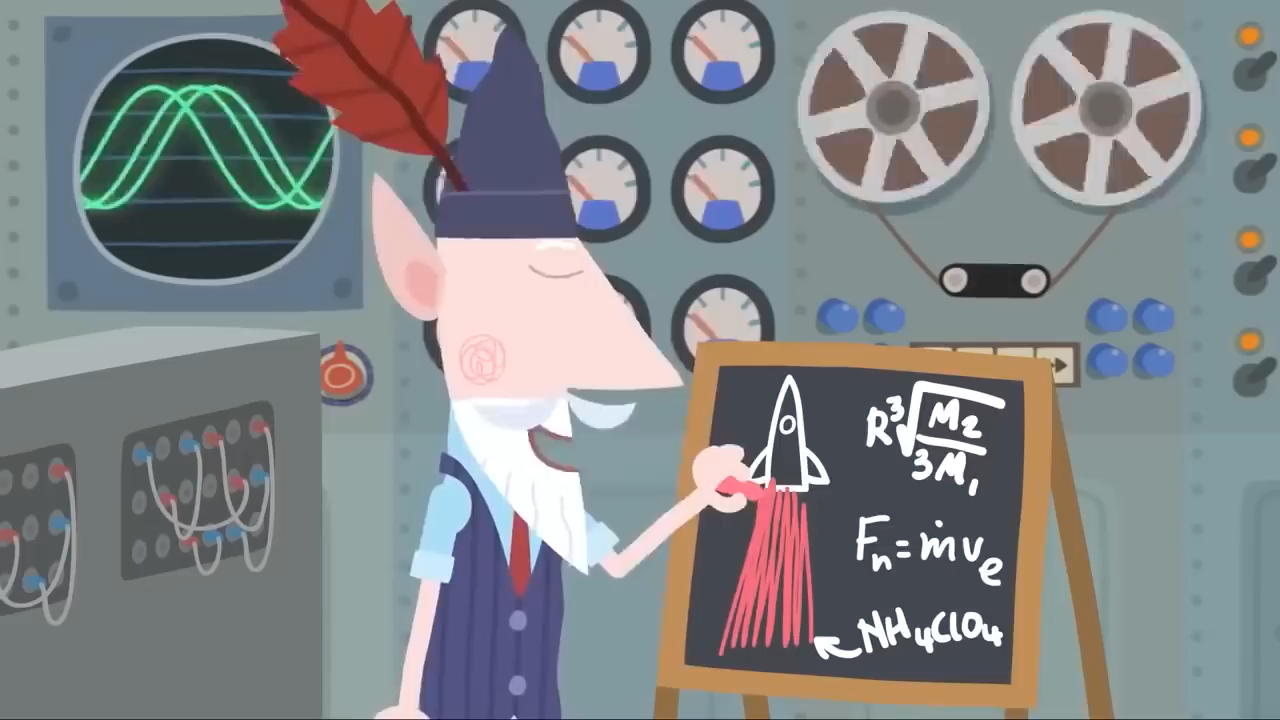 R³√M₂/3M₁
Fₙ=ṁvₑ
NH₄ClO₄